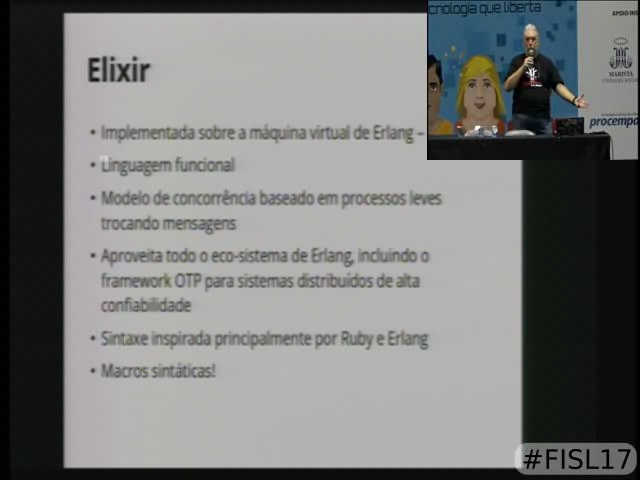 Elixir
• Implementada sobre a máquina virtual de Erlang –
• Linguagem funcional
• Modelo de concorrência baseado em processos leves
trocando mensagens
• Aproveita todo o eco-sistema de Erlang, incluindo o
framework OTP para sistemas distribuídos de alta
confiabilidade
• Sintaxe inspirada principalmente por Ruby e Erlang
• Macros sintáticas!
cnologia que liberta
APOIO INS
MARISTA
procempa
#FISL17